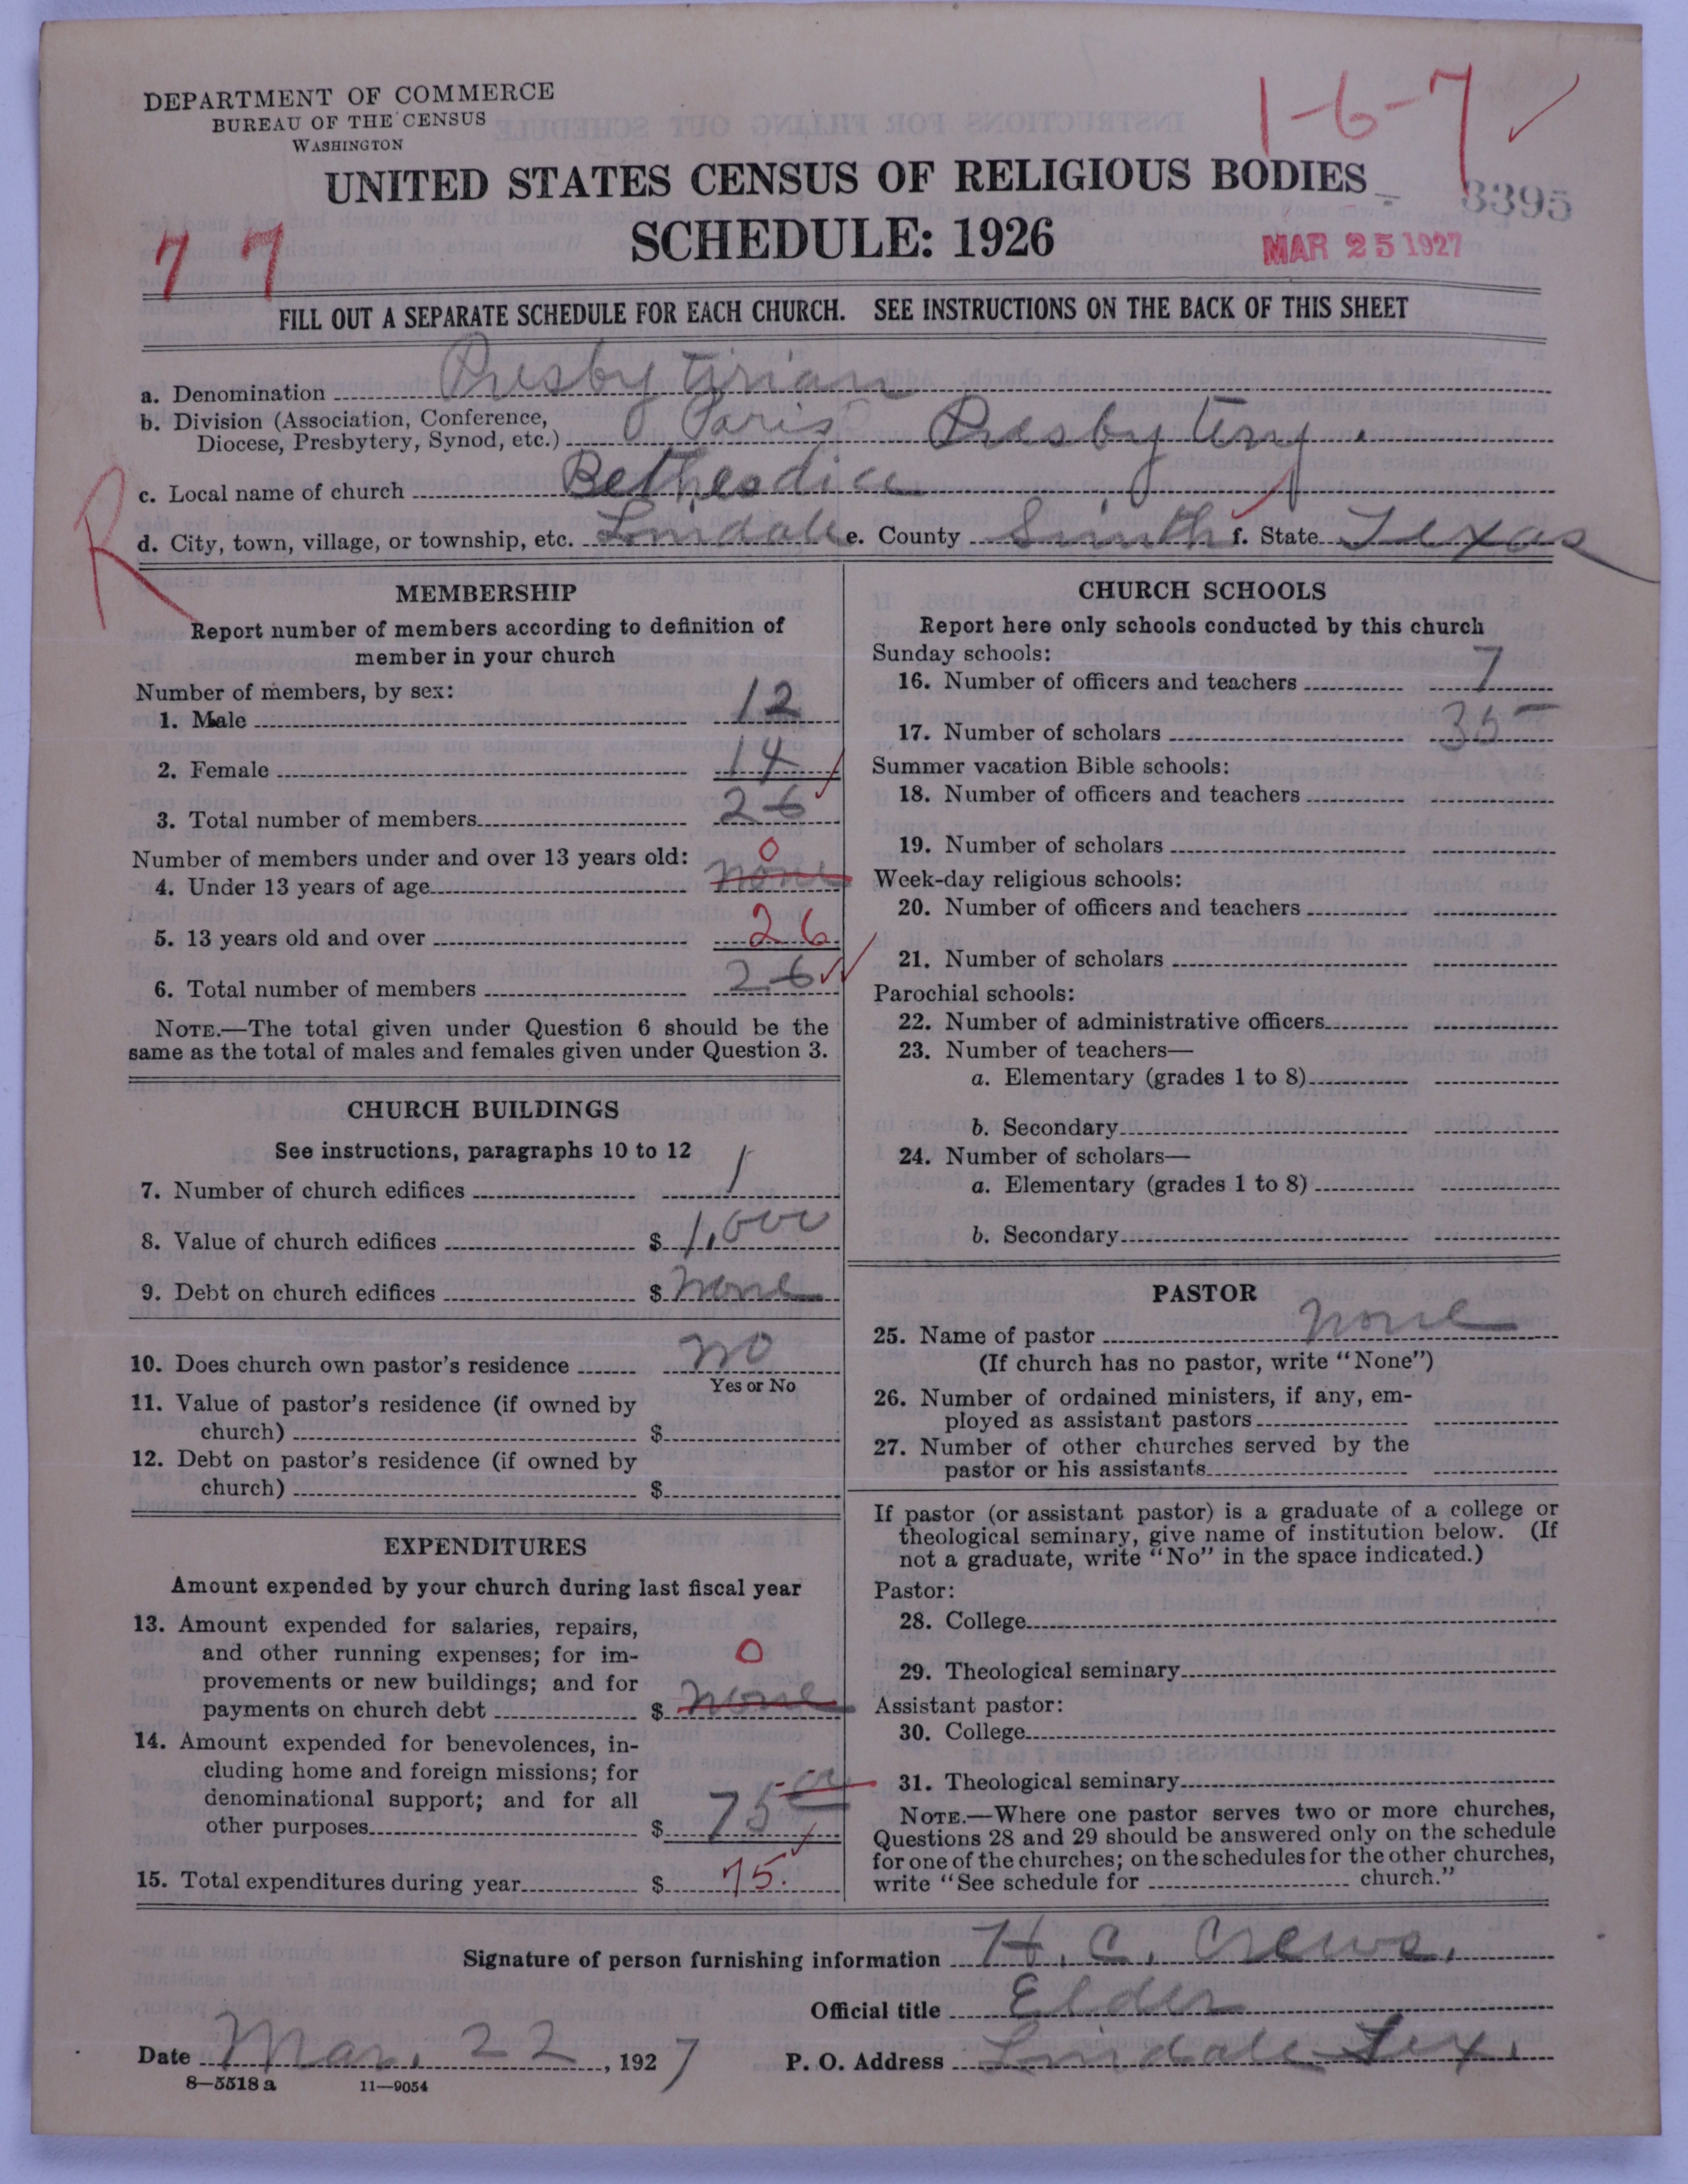 DEPARTMENT OF COMMERCE
BUREAU OF THE CENSUS
WASHINGTON
1-6-7
UNITED STATES CENSUS OF RELIGIOUS BODIES
3395
7 7
SCHEDULE: 1926
MAR 25 1927
FILL OUT A SEPARATE SCHEDULE FOR EACH CHURCH. SEE INSTRUCTIONS ON THE BACK OF THIS SHEET
a. Denomination Presbyterian
b. Division (Association, Conference,
Diocese, Presbytery, Synod, etc.) Paris Presbytery.
c. Local name of church
R
d. City, town, village, or township, etc. Lindale e. County Smith f. State Texas
MEMBERSHIP
Report number of members according to definition of
member in your church
Number of members, by sex:
1. Male 12
2. Female 14
3. Total number of members 26
Number of members under and over 13 years old: 0
4. Under 13 years of age none
5. 13 years old and over 26
6. Total number of members 26
NOTE.—The total given under Question 6 should be the
same as the total of males and females given under Question 3.
CHURCH BUILDINGS
See instructions, paragraphs 10 to 12
7. Number of church edifices 1
8. Value of church edifices $ 1,000
9. Debt on church edifices $ none
10. Does church own pastor's residence no
Yes or No
11. Value of pastor's residence (if owned by
church) $
12. Debt on pastor's residence (if owned by
church) $
EXPENDITURES
Amount expended by your church during last fiscal year
13. Amount expended for salaries, repairs,
and other running expenses; for im-
provements or new buildings; and for 0
payments on church debt $ none
14. Amount expended for benevolences, in-
cluding home and foreign missions; for
denominational support; and for all
other purposes $ 75
15. Total expenditures during year $ 75.
CHURCH SCHOOLS
Report here only schools conducted by this church
Sunday schools:
16. Number of officers and teachers 7
17. Number of scholars 35
Summer vacation Bible schools:
18. Number of officers and teachers
19. Number of scholars
Week-day religious schools:
20. Number of officers and teachers
21. Number of scholars
Parochial schools:
22. Number of administrative officers
23. Number of teachers—
a. Elementary (grades 1 to 8)
b. Secondary
24. Number of scholars—
a. Elementary (grades 1 to 8)
b. Secondary
PASTOR
25. Name of pastor none
(If church has no pastor, write "None")
26. Number of ordained ministers, if any, em-
ployed as assistant pastors
27. Number of other churches served by the
pastor or his assistants
If pastor (or assistant pastor) is a graduate of a college or
theological seminary, give name of institution below. (If
not a graduate, write "No" in the space indicated.)
Pastor:
28. College
29. Theological seminary
Assistant pastor:
30. College
31. Theological seminary
NOTE.—Where one pastor serves two or more churches,
Questions 28 and 29 should be answered only on the schedule
for one of the churches; on the schedules for the other churches,
write "See schedule for church."
Signature of person furnishing information H. C. Crews.
Official title Elder
Date Mar. 22, 1927 P. O. Address Lindale Tex.
8—5518 a 11—9054